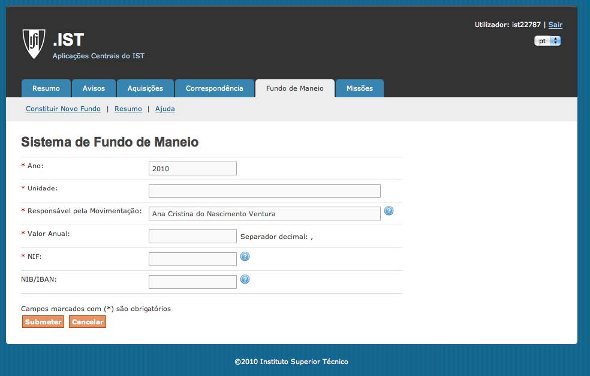 Utilizador: ist22787 | Sair
.IST
pt
Aplicações Centrais do IST
Resumo Avisos Aquisições Correspondência Fundo de Maneio Missões
Constituir Novo Fundo | Resumo | Ajuda
Sistema de Fundo de Maneio
* Ano: 2010
* Unidade:
* Responsável pela Movimentação: Ana Cristina do Nascimento Ventura ?
* Valor Anual: Separador decimal: ,
* NIF: ?
NIB/IBAN: ?
Campos marcados com (*) são obrigatórios
Submeter Cancelar
©2010 Instituto Superior Técnico